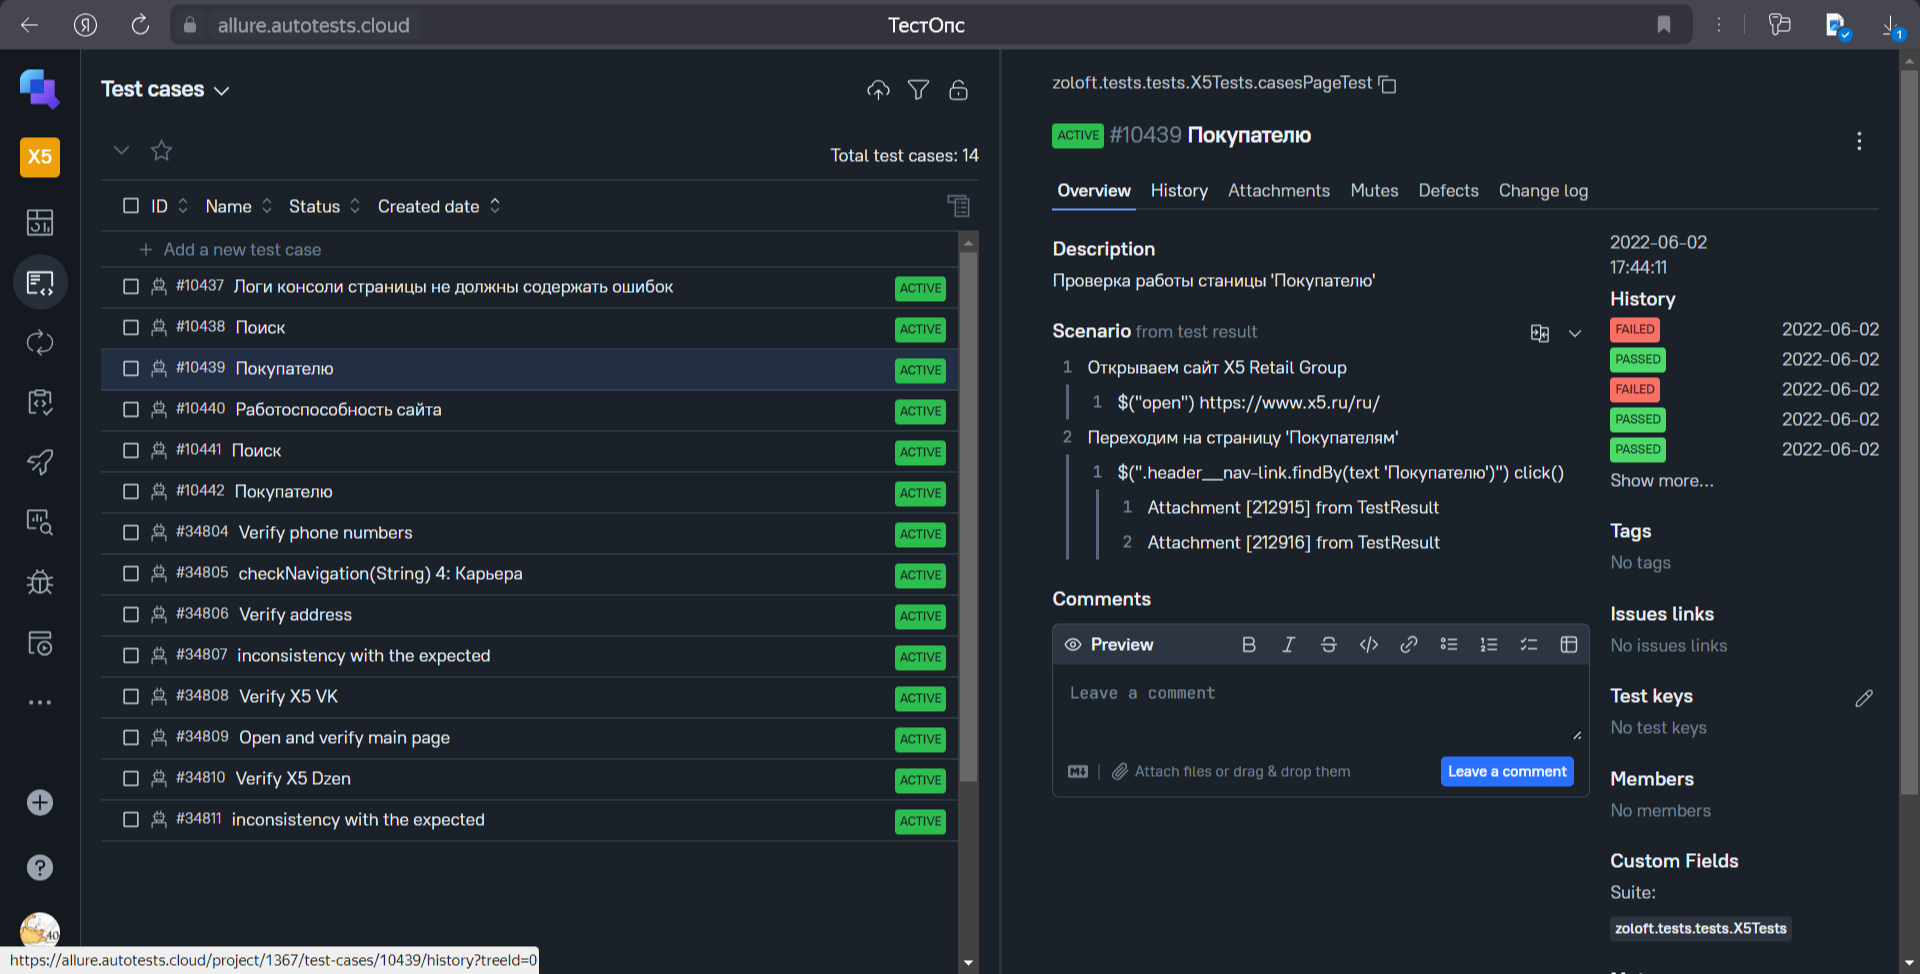 allure.autotests.cloud
ТестОпс
1
X5
Test cases
Total test cases: 14
ID Name Status Created date
Add a new test case
#10437 Логи консоли страницы не должны содержать ошибок ACTIVE
#10438 Поиск ACTIVE
#10439 Покупателю ACTIVE
#10440 Работоспособность сайта ACTIVE
#10441 Поиск ACTIVE
#10442 Покупателю ACTIVE
#34804 Verify phone numbers ACTIVE
#34805 checkNavigation(String) 4: Карьера ACTIVE
#34806 Verify address ACTIVE
#34807 inconsistency with the expected ACTIVE
#34808 Verify X5 VK ACTIVE
#34809 Open and verify main page ACTIVE
#34810 Verify X5 Dzen ACTIVE
#34811 inconsistency with the expected ACTIVE
40
https://allure.autotests.cloud/project/1367/test-cases/10439/history?treeId=0
zoloft.tests.tests.X5Tests.casesPageTest
ACTIVE #10439 Покупателю
Overview History Attachments Mutes Defects Change log
Description
Проверка работы станицы 'Покупателю'
Scenario from test result
1 Открываем сайт X5 Retail Group
1 $("open") https://www.x5.ru/ru/
2 Переходим на страницу 'Покупателям'
1 $(".header__nav-link.findBy(text 'Покупателю')") click()
1 Attachment [212915] from TestResult
2 Attachment [212916] from TestResult
Comments
Preview
Leave a comment
Attach files or drag & drop them
Leave a comment
2022-06-02
17:44:11
History
FAILED 2022-06-02
PASSED 2022-06-02
FAILED 2022-06-02
PASSED 2022-06-02
PASSED 2022-06-02
Show more...
Tags
No tags
Issues links
No issues links
Test keys
No test keys
Members
No members
Custom Fields
Suite:
zoloft.tests.tests.X5Tests